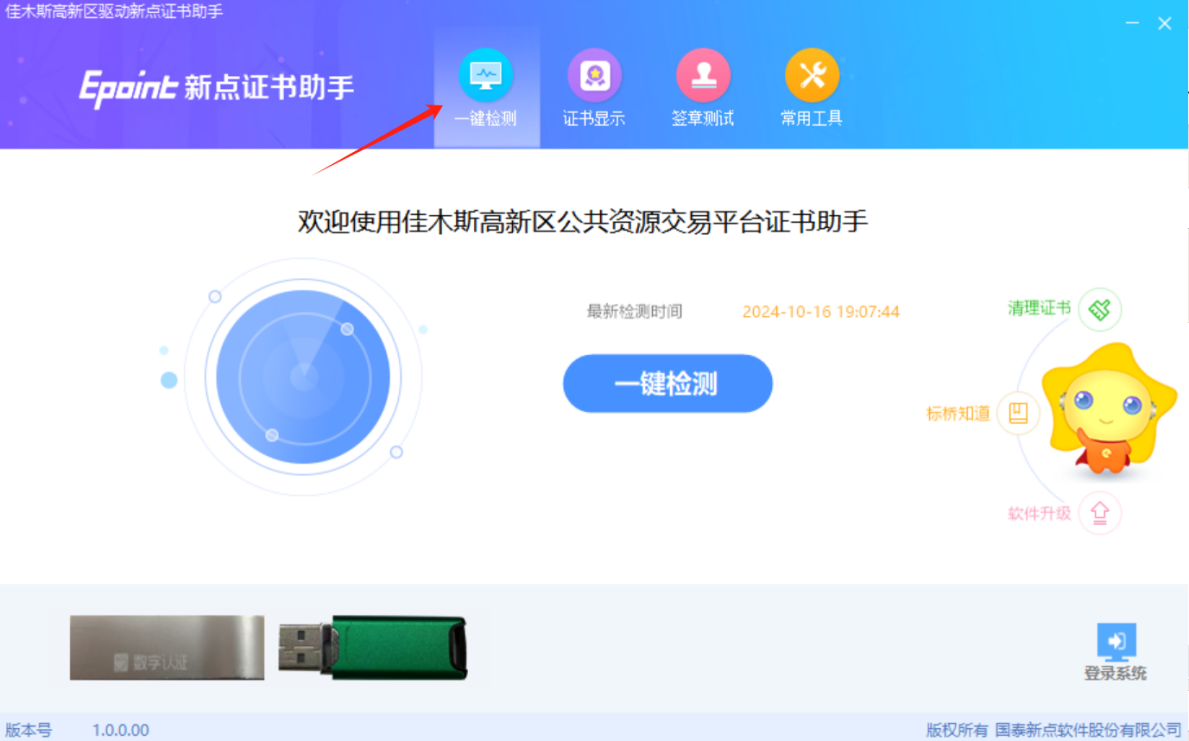 佳木斯高新区驱动新点证书助手
Epoint 新点证书助手
一键检测
证书显示
签章测试
常用工具
欢迎使用佳木斯高新区公共资源交易平台证书助手
最新检测时间 2024-10-16 19:07:44
清理证书
一键检测
标桥知道
软件升级
数字认证
登录系统
版本号 1.0.0.00
版权所有 国泰新点软件股份有限公司